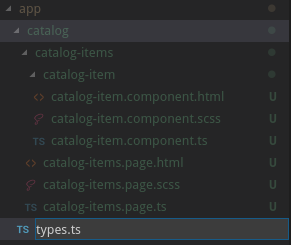 app
catalog
catalog-items
catalog-item
catalog-item.component.html U
catalog-item.component.scss U
TS catalog-item.component.ts U
catalog-items.page.html U
catalog-items.page.scss U
TS catalog-items.page.ts U
TS types.ts